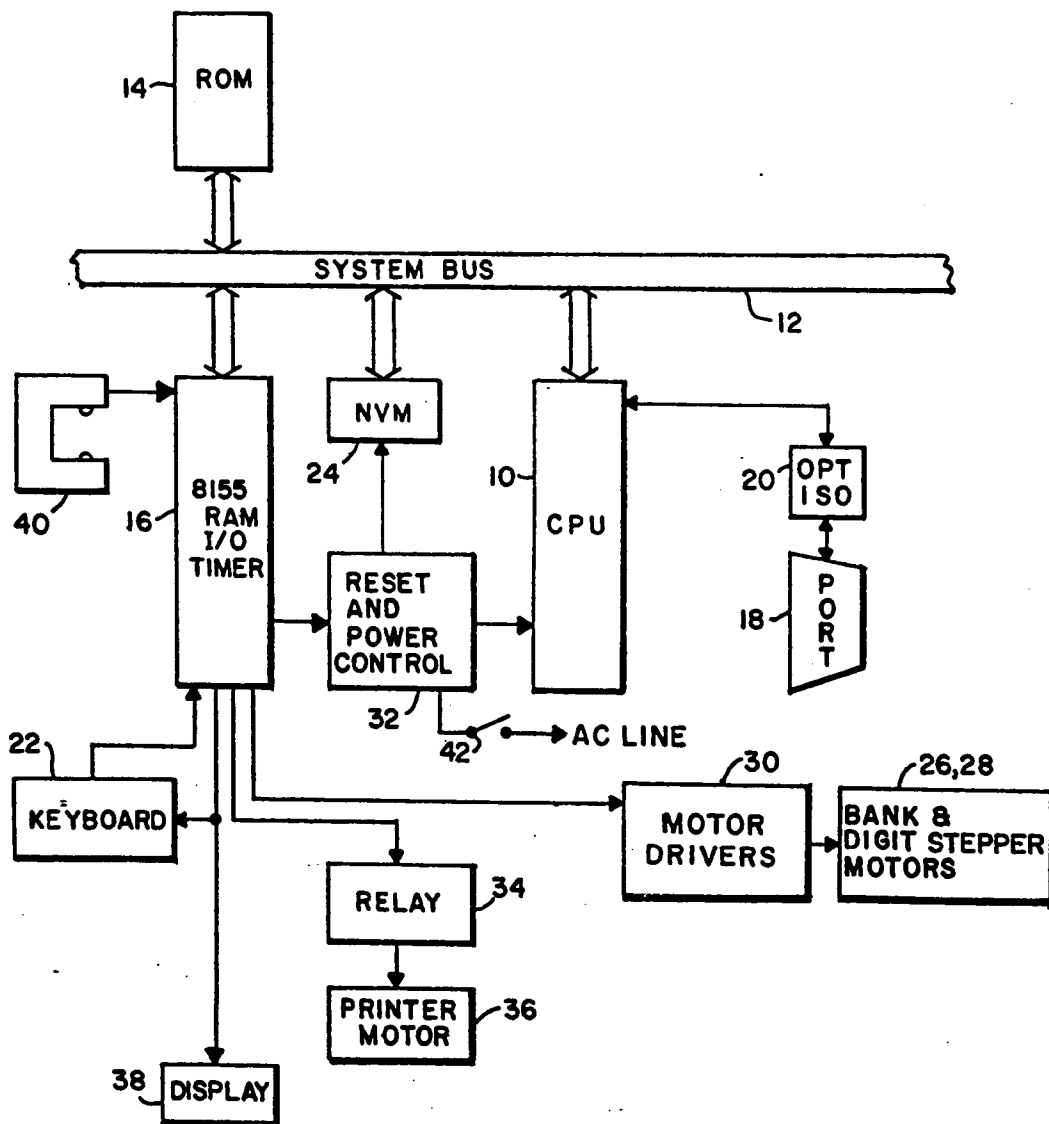 14
ROM
SYSTEM BUS
12
40
16
8155
RAM
I/O
TIMER
NVM
24
10
CPU
20
OPT
ISO
18
PORT
RESET
AND
POWER
CONTROL
32
42
AC LINE
22
KEYBOARD
30
MOTOR
DRIVERS
26,28
BANK &
DIGIT STEPPER
MOTORS
RELAY
34
PRINTER
MOTOR
36
38
DISPLAY